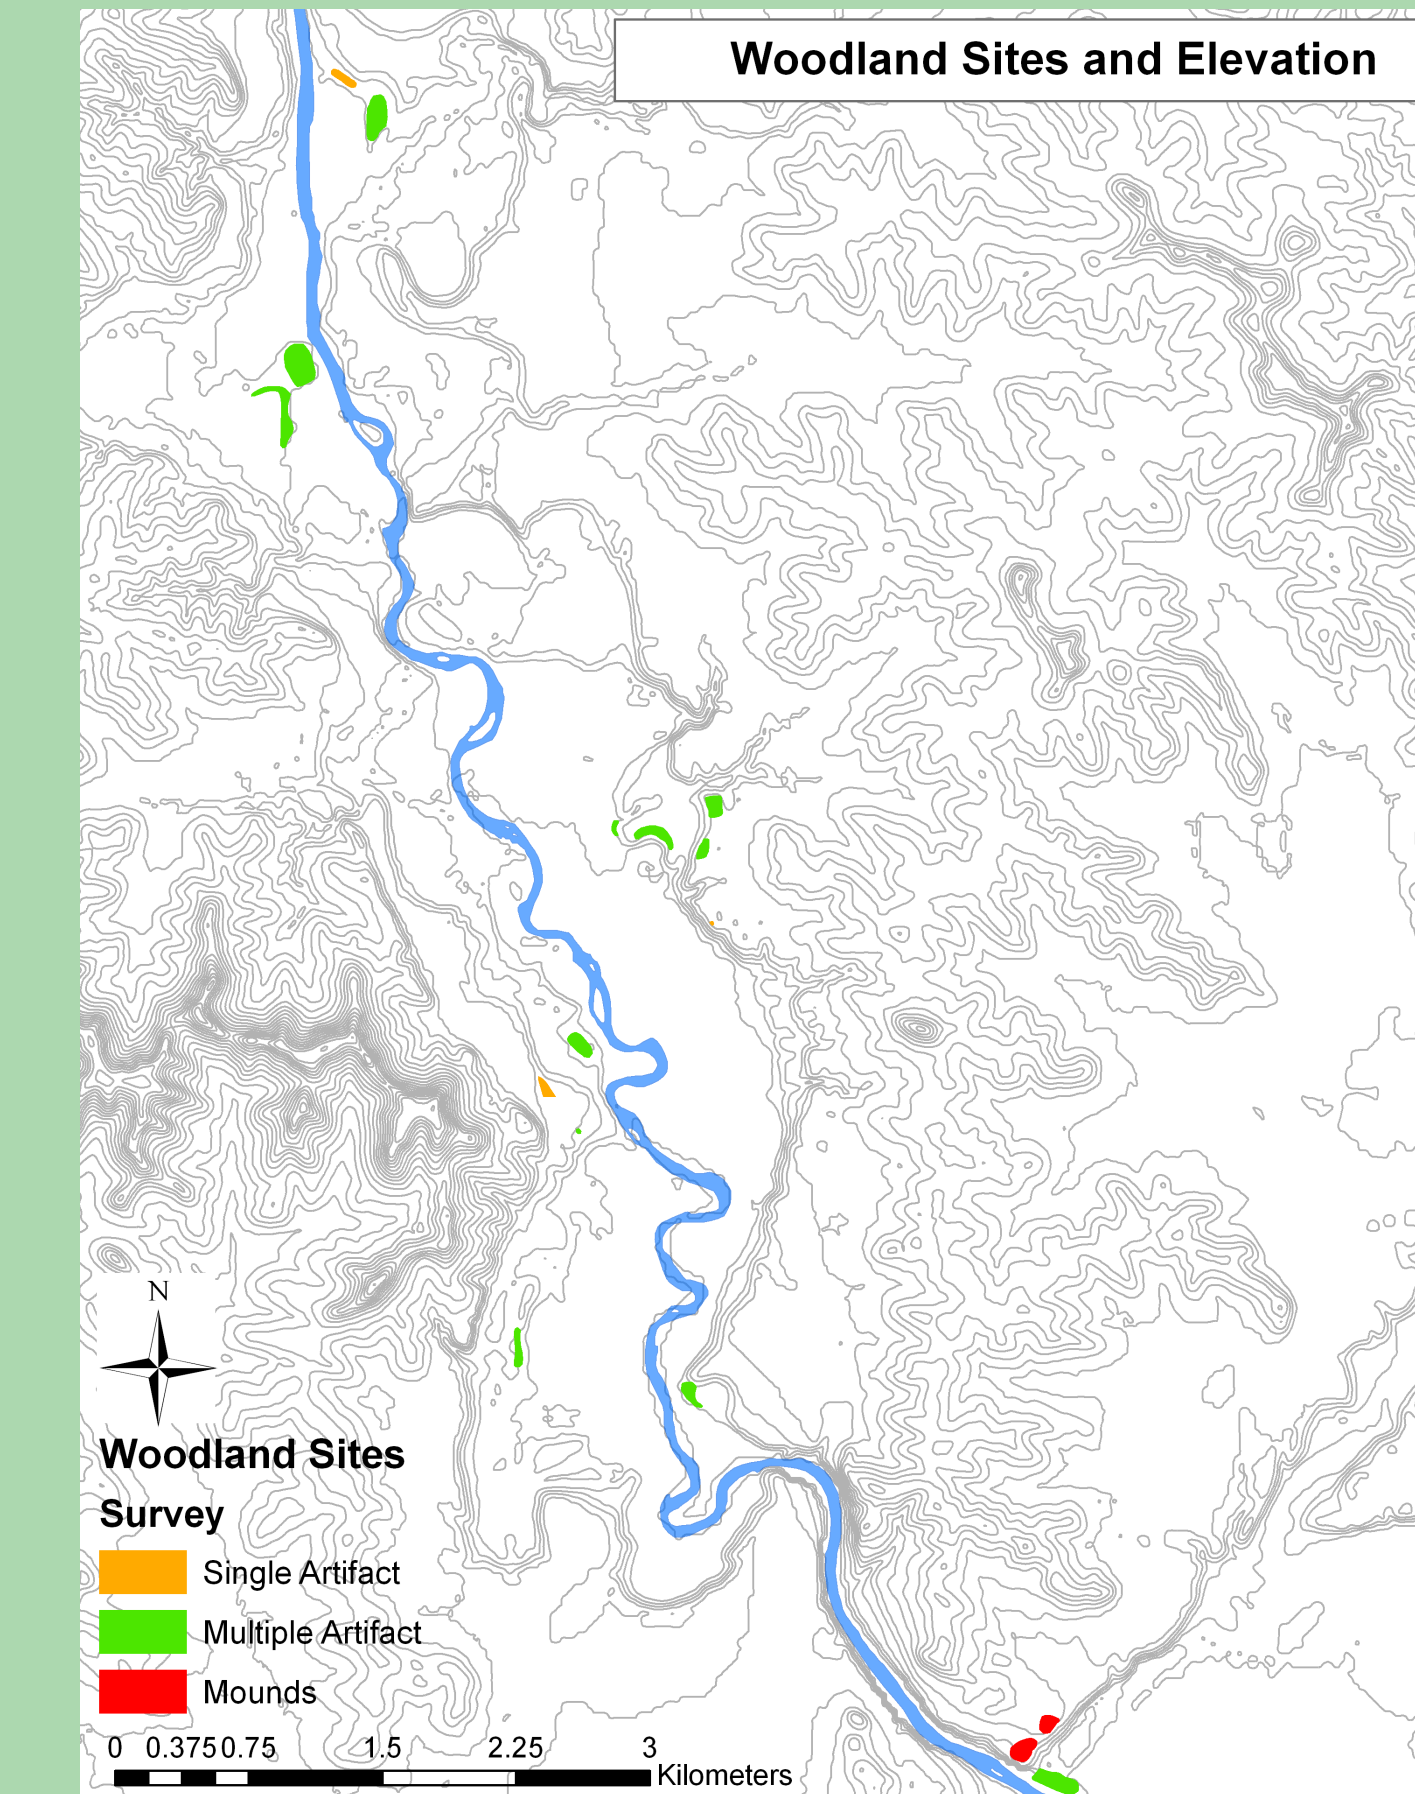 Woodland Sites and Elevation
N
Woodland Sites
Survey
Single Artifact
Multiple Artifact
Mounds
0 0.375 0.75 1.5 2.25 3
Kilometers